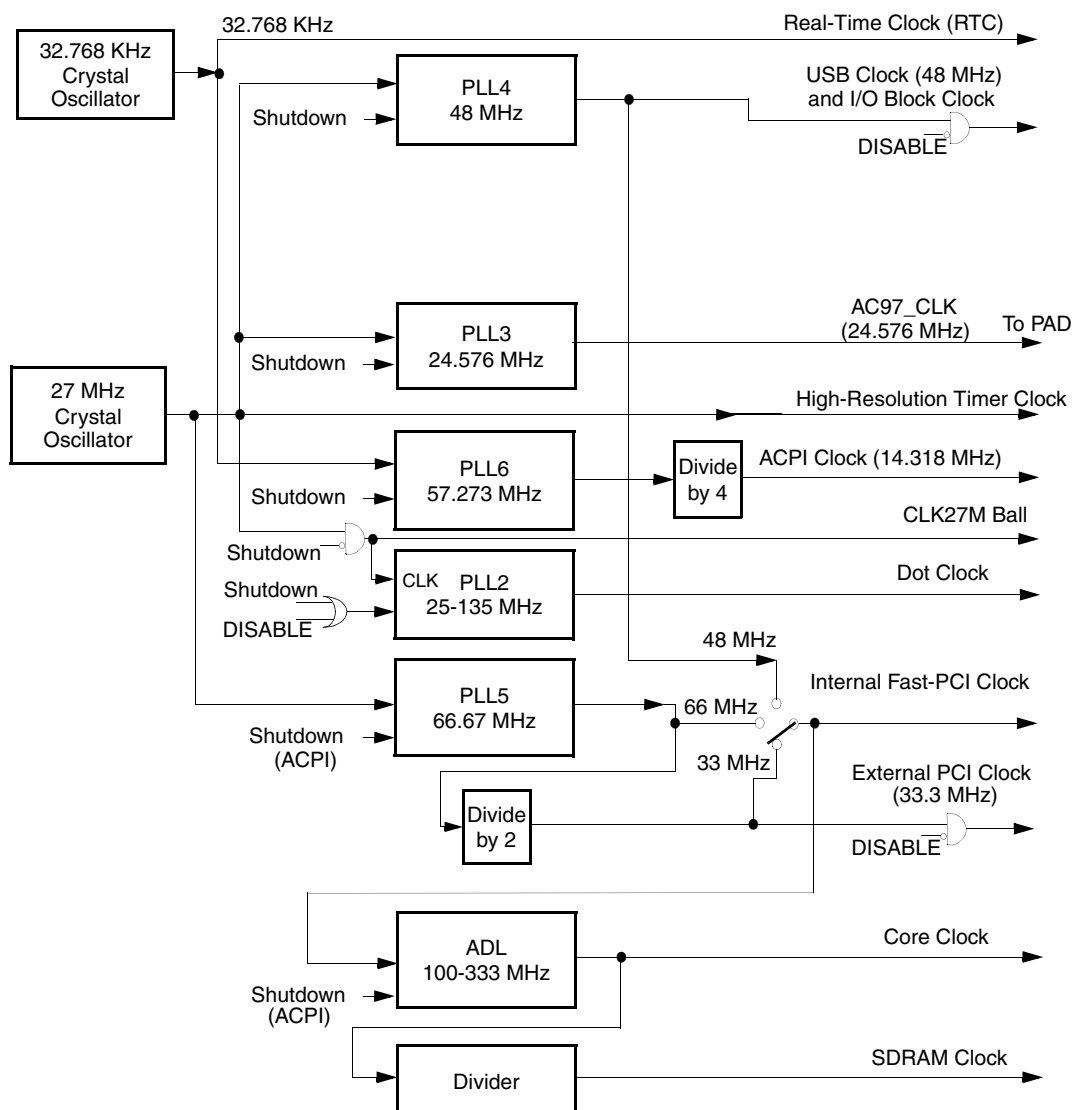 32.768 KHz
Real-Time Clock (RTC)
32.768 KHz
Crystal
Oscillator
PLL4
48 MHz
Shutdown
USB Clock (48 MHz)
and I/O Block Clock
DISABLE
PLL3
24.576 MHz
Shutdown
AC97_CLK
(24.576 MHz)
To PAD
27 MHz
Crystal
Oscillator
High-Resolution Timer Clock
PLL6
57.273 MHz
Shutdown
Divide
by 4
ACPI Clock (14.318 MHz)
CLK27M Ball
Shutdown
CLK
PLL2
25-135 MHz
Shutdown
DISABLE
Dot Clock
48 MHz
PLL5
66.67 MHz
Shutdown
(ACPI)
66 MHz
Internal Fast-PCI Clock
33 MHz
Divide
by 2
External PCI Clock
(33.3 MHz)
DISABLE
ADL
100-333 MHz
Shutdown
(ACPI)
Core Clock
Divider
SDRAM Clock